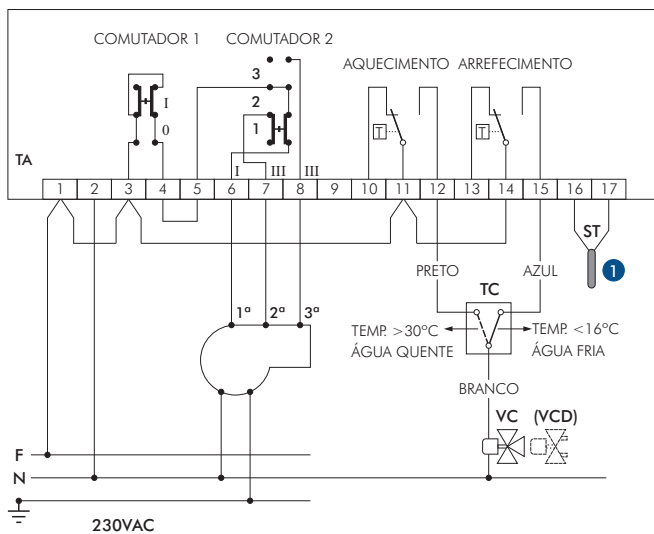 COMUTADOR 1 COMUTADOR 2
AQUECIMENTO ARREFECIMENTO
3
I 2
0 1
T T
TA
I III III
1 2 3 4 5 6 7 8 9 10 11 12 13 14 15 16 17
ST 1
PRETO AZUL
TC
1ª 2ª 3ª
TEMP. >30ºC TEMP. <16ºC
ÁGUA QUENTE ÁGUA FRIA
BRANCO
VC (VCD)
F
N
230VAC